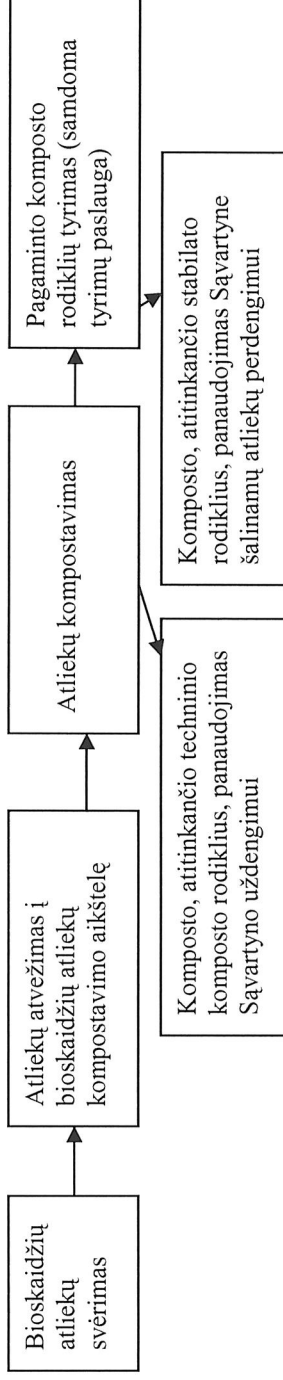 Bioskaidžių
atliekų
svėrimas
Atliekų atvežimas į
bioskaidžių atliekų
kompostavimo aikštelę
Atliekų kompostavimas
Pagaminto komposto
rodiklių tyrimas (samdoma
tyrimų paslauga)
Komposto, atitinkančio techninio
komposto rodiklius, panaudojimas
Sąvartyno uždengimui
Komposto, atitinkančio stabilato
rodiklius, panaudojimas Sąvartyne
šalinamų atliekų perdengimui